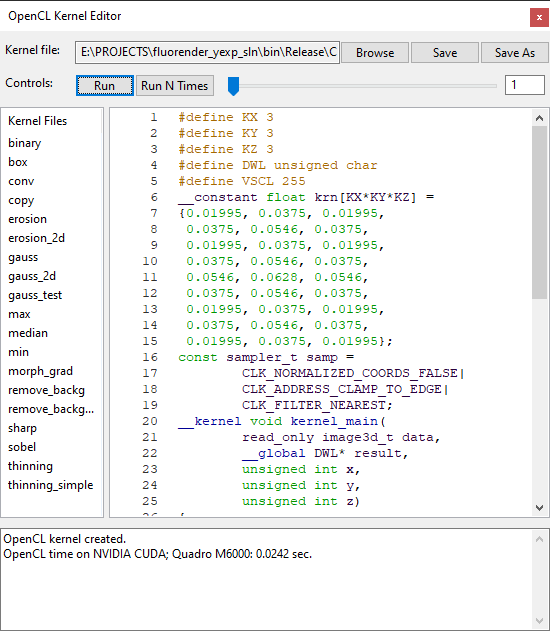 OpenCL Kernel Editor
x
Kernel file: E:\PROJECTS\fluorender_yexp_sln\bin\Release\C Browse Save Save As
Controls: Run Run N Times 1
Kernel Files
binary
box
conv
copy
erosion
erosion_2d
gauss
gauss_2d
gauss_test
max
median
min
morph_grad
remove_backg
remove_backg...
sharp
sobel
thinning
thinning_simple
1 #define KX 3
2 #define KY 3
3 #define KZ 3
4 #define DWL unsigned char
5 #define VSCL 255
6 __constant float krn[KX*KY*KZ] =
7 {0.01995, 0.0375, 0.01995,
8 0.0375, 0.0546, 0.0375,
9 0.01995, 0.0375, 0.01995,
10 0.0375, 0.0546, 0.0375,
11 0.0546, 0.0628, 0.0546,
12 0.0375, 0.0546, 0.0375,
13 0.01995, 0.0375, 0.01995,
14 0.0375, 0.0546, 0.0375,
15 0.01995, 0.0375, 0.01995};
16 const sampler_t samp =
17 CLK_NORMALIZED_COORDS_FALSE|
18 CLK_ADDRESS_CLAMP_TO_EDGE|
19 CLK_FILTER_NEAREST;
20 __kernel void kernel_main(
21 read_only image3d_t data,
22 __global DWL* result,
23 unsigned int x,
24 unsigned int y,
25 unsigned int z)
26 {
OpenCL kernel created.
OpenCL time on NVIDIA CUDA; Quadro M6000: 0.0242 sec.